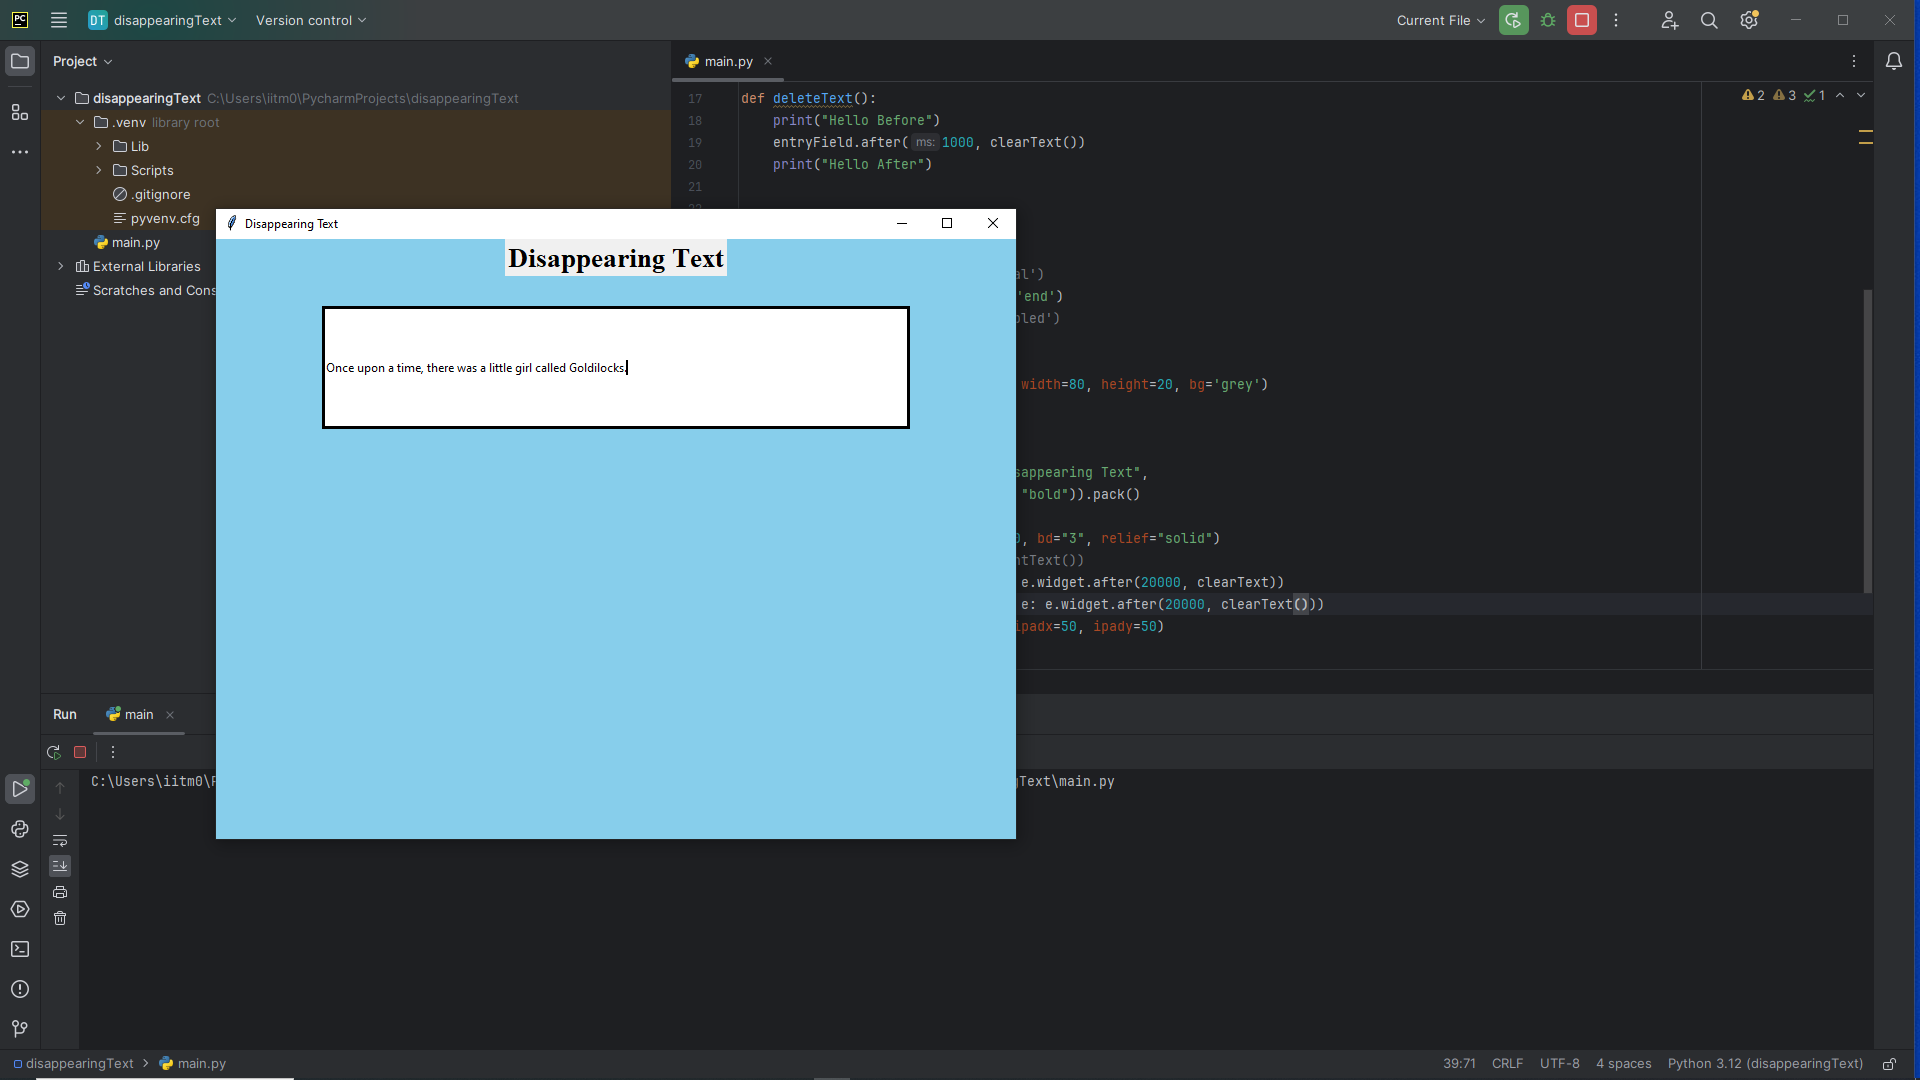 PC
DT disappearingText Version control
Current File
Project
main.py
disappearingText C:\Users\iitm0\PycharmProjects\disappearingText
.venv library root
Lib
Scripts
.gitignore
pyvenv.cfg
main.py
External Libraries
Scratches and Cons
2 3 1
17 def deleteText():
18 print("Hello Before")
19 entryField.after( ms: 1000, clearText())
20 print("Hello After")
21
Disappearing Text
Disappearing Text
Once upon a time, there was a little girl called Goldilocks.
al')
'end')
bled')
width=80, height=20, bg='grey')
sappearing Text",
"bold")).pack()
, bd="3", relief="solid")
ntText())
e.widget.after(20000, clearText))
e: e.widget.after(20000, clearText()))
ipadx=50, ipady=50)
Run main
C:\Users\iitm0\P
gText\main.py
disappearingText > main.py
39:71 CRLF UTF-8 4 spaces Python 3.12 (disappearingText)